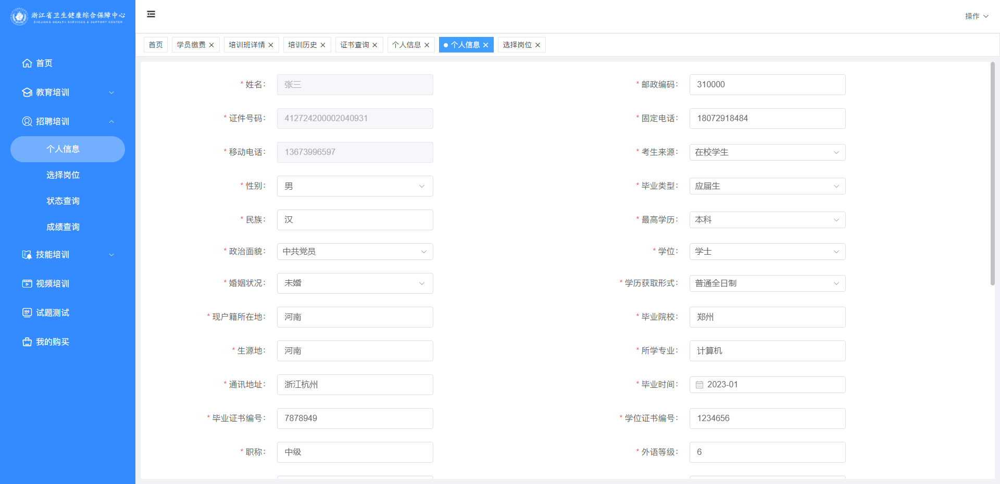 浙江省卫生健康综合保障中心
ZHEJIANG HEALTH SERVICES & SUPPORT CENTER
操作
首页
学员缴费
培训班详情
培训历史
证书查询
个人信息
个人信息
选择岗位
首页
教育培训
招聘培训
个人信息
选择岗位
状态查询
成绩查询
技能培训
视频培训
试题测试
我的购买
* 姓名： 张三
* 邮政编码： 310000
* 证件号码： 412724200002040931
* 固定电话： 18072918484
* 移动电话： 13673996597
* 考生来源： 在校学生
* 性别： 男
* 毕业类型： 应届生
* 民族： 汉
* 最高学历： 本科
* 政治面貌： 中共党员
* 学位： 学士
* 婚姻状况： 未婚
* 学历获取形式： 普通全日制
* 现户籍所在地： 河南
* 毕业院校： 郑州
* 生源地： 河南
* 所学专业： 计算机
* 通讯地址： 浙江杭州
* 毕业时间： 2023-01
* 毕业证书编号： 7878949
* 学位证书编号： 1234656
* 职称： 中级
* 外语等级： 6